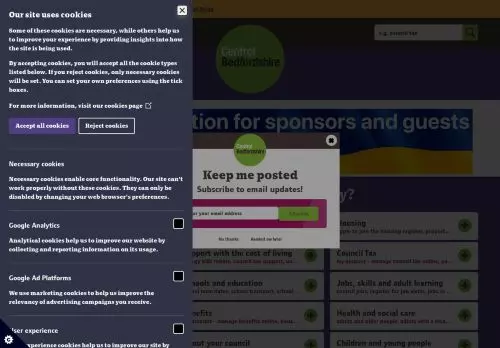 Our site uses cookies
Some of these cookies are necessary, while others help us
to improve your experience by providing insights into how
the site is being used.
By accepting cookies, you will accept all the cookie types
listed below. If you reject cookies, only necessary cookies
will be set. You can set your own preferences using the tick
boxes.
For more information, visit our cookies page
Accept all cookies
Reject cookies
Necessary cookies
Necessary cookies enable core functionality. Our site can't
work properly without these cookies. They can only be
disabled by changing your web browser's preferences.
Google Analytics
Analytical cookies help us to improve our website by
collecting and reporting information on its usage.
Google Ad Platforms
We use marketing cookies to help us improve the
relevancy of advertising campaigns you receive.
User experience
experience cookies help us to improve our site by
Central
Bedfordshire
e.g. council tax
tion for sponsors and guests
Central
Bedfordshire
Keep me posted
Subscribe to email updates!
your email address
Subscribe
No thanks
Remind me later
y?
Housing
pport with the cost of living
Council Tax
hools and education
Jobs, skills and adult learning
nefits
Health and social care
out your council
Children and young people